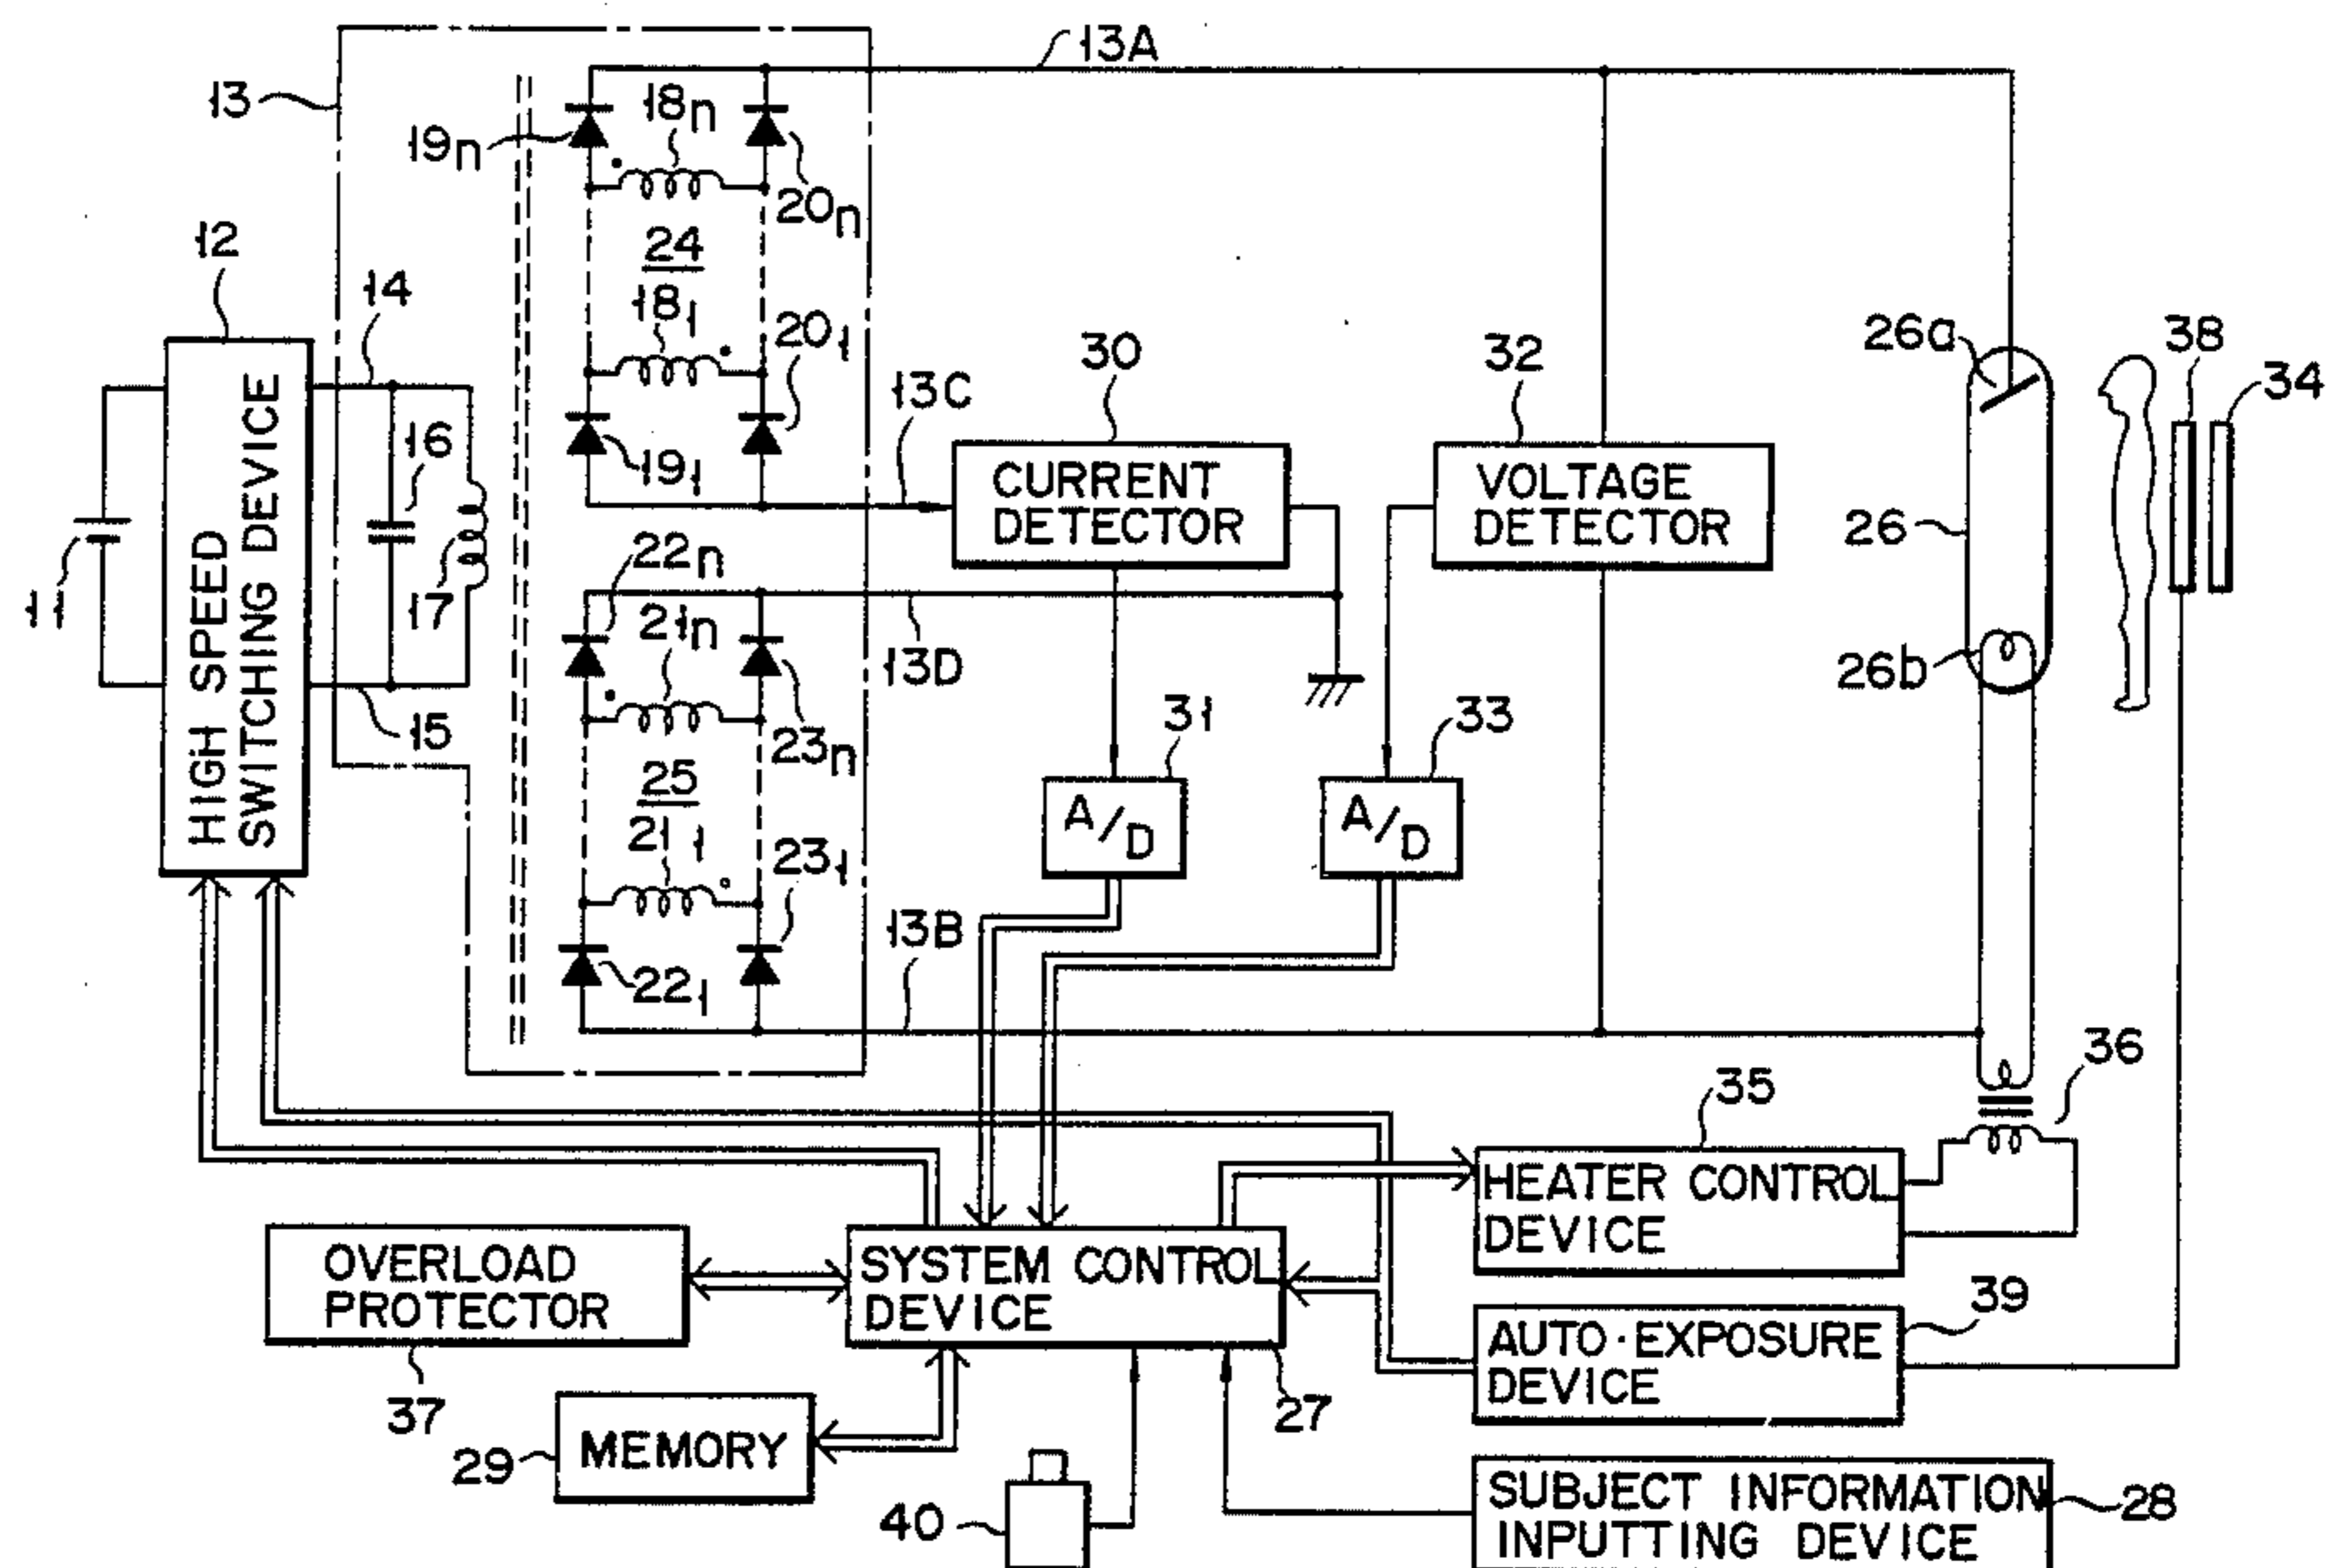 13A
13
18n
19n
20n
12
24
14
18₁
20₁
30
32
26a
38
34
13C
16
HIGH SPEED
SWITCHING DEVICE
CURRENT
DETECTOR
VOLTAGE
DETECTOR
19₁
26
11
17
22n
21n
13D
26b
15
31
33
23n
25
A/D
A/D
21₁
23₁
13B
22₁
36
35
HEATER CONTROL
DEVICE
OVERLOAD
PROTECTOR
SYSTEM CONTROL
DEVICE
39
AUTO·EXPOSURE
DEVICE
37
27
29
MEMORY
40
SUBJECT INFORMATION
INPUTTING DEVICE
28